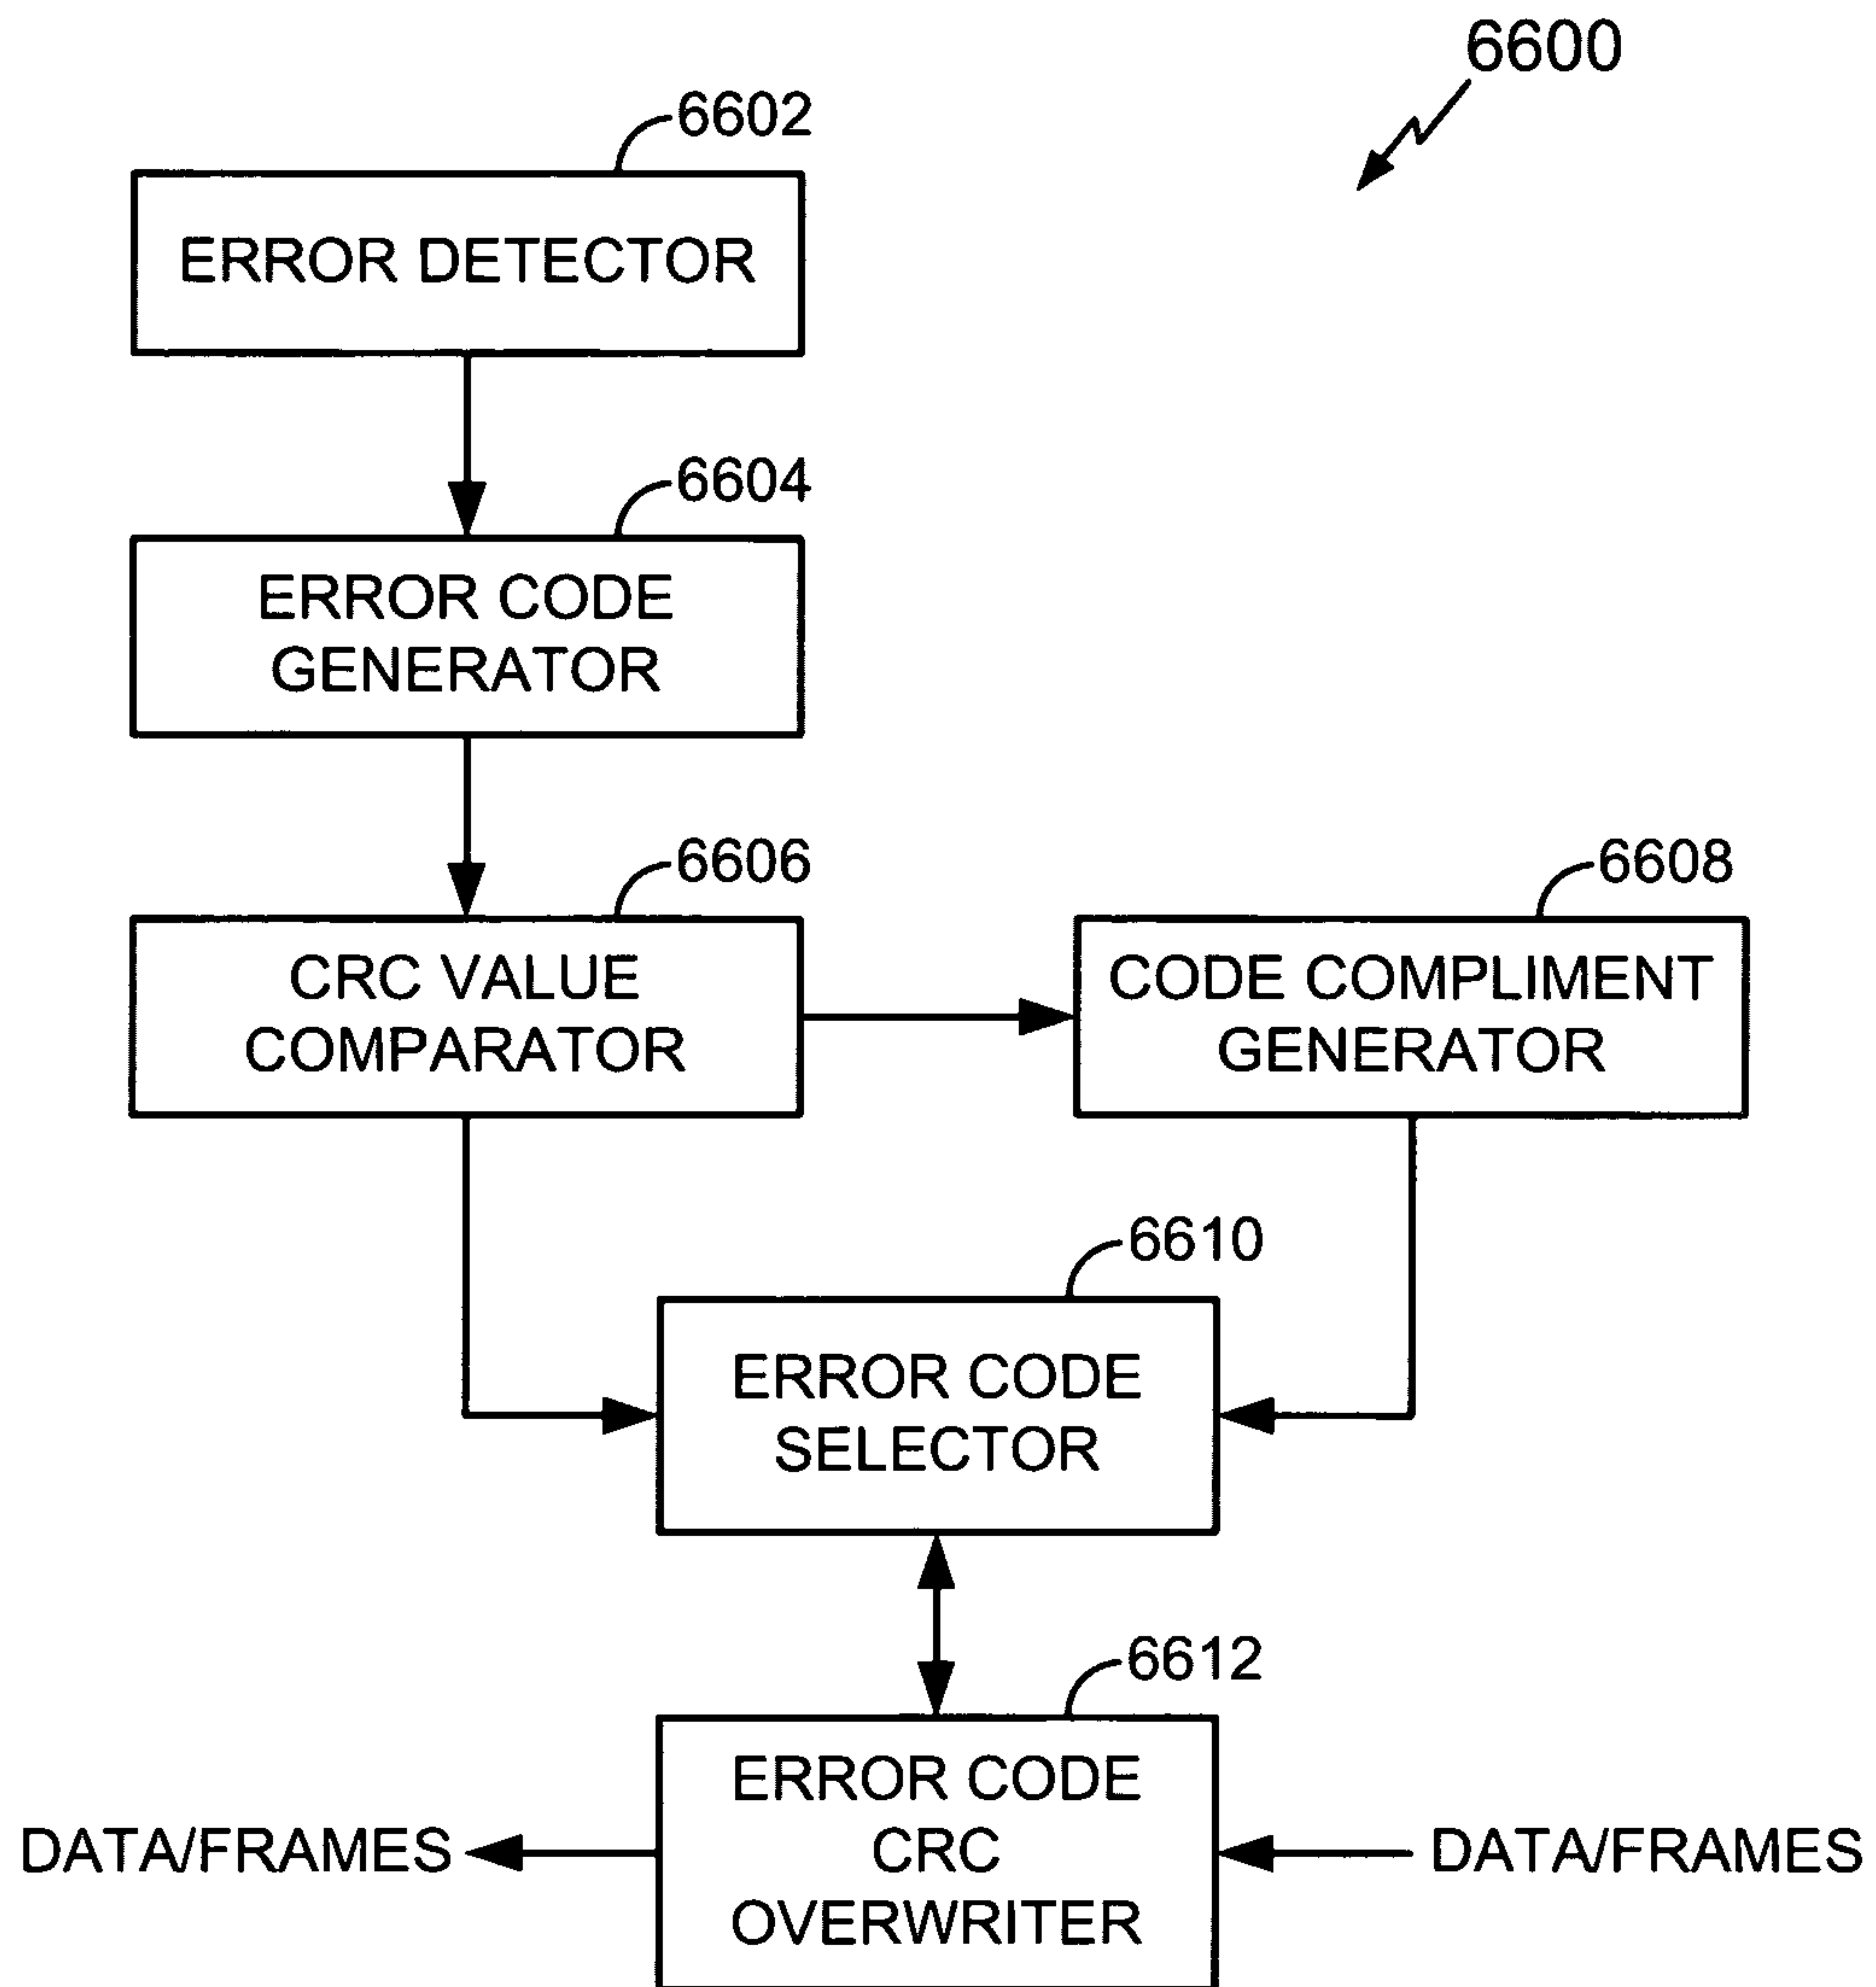 6600
6602
ERROR DETECTOR
6604
ERROR CODE
GENERATOR
6606
CRC VALUE
COMPARATOR
6608
CODE COMPLIMENT
GENERATOR
6610
ERROR CODE
SELECTOR
6612
ERROR CODE
CRC
OVERWRITER
DATA/FRAMES
DATA/FRAMES